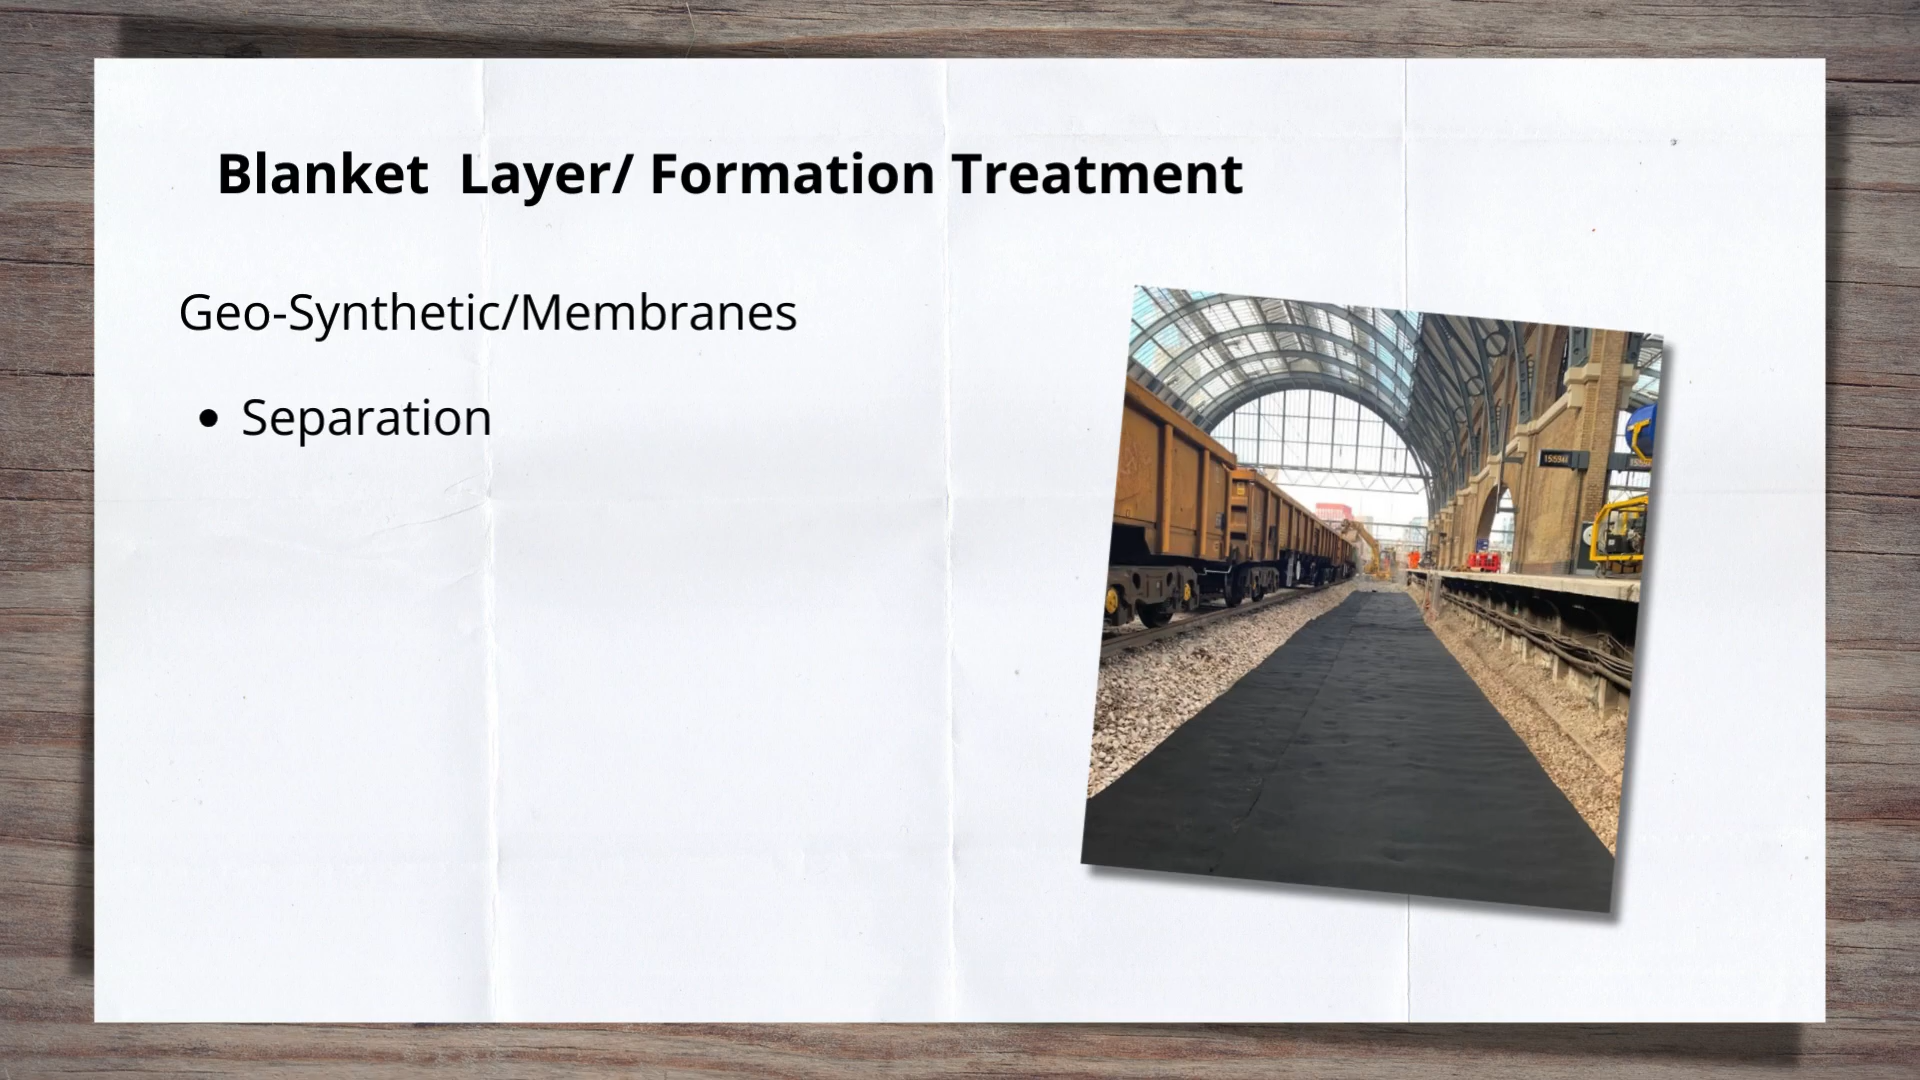 Blanket  Layer/ Formation Treatment
Geo-Synthetic/Membranes
• Separation